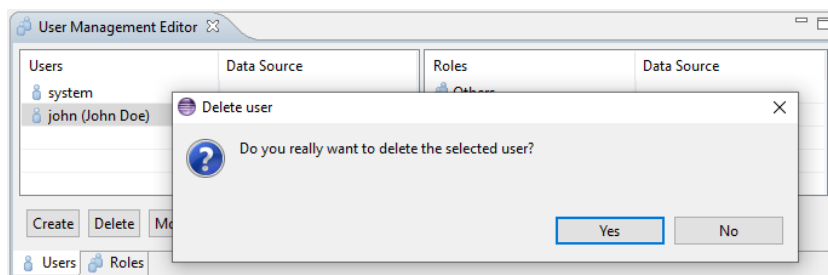 User Management Editor
Users Data Source Roles Data Source
system Others
john (John Doe)
Delete user
Do you really want to delete the selected user?
Yes No
Create Delete
Users Roles